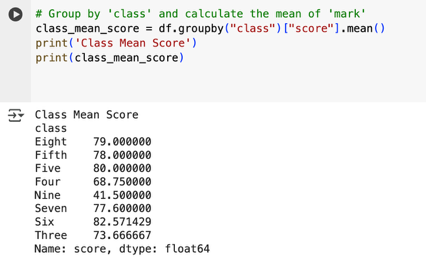 # Group by 'class' and calculate the mean of 'mark'
class_mean_score = df.groupby("class")["score"].mean()
print('Class Mean Score')
print(class_mean_score)
Class Mean Score
class
Eight    79.000000
Fifth    78.000000
Five     80.000000
Four     68.750000
Nine     41.500000
Seven    77.600000
Six      82.571429
Three    73.666667
Name: score, dtype: float64